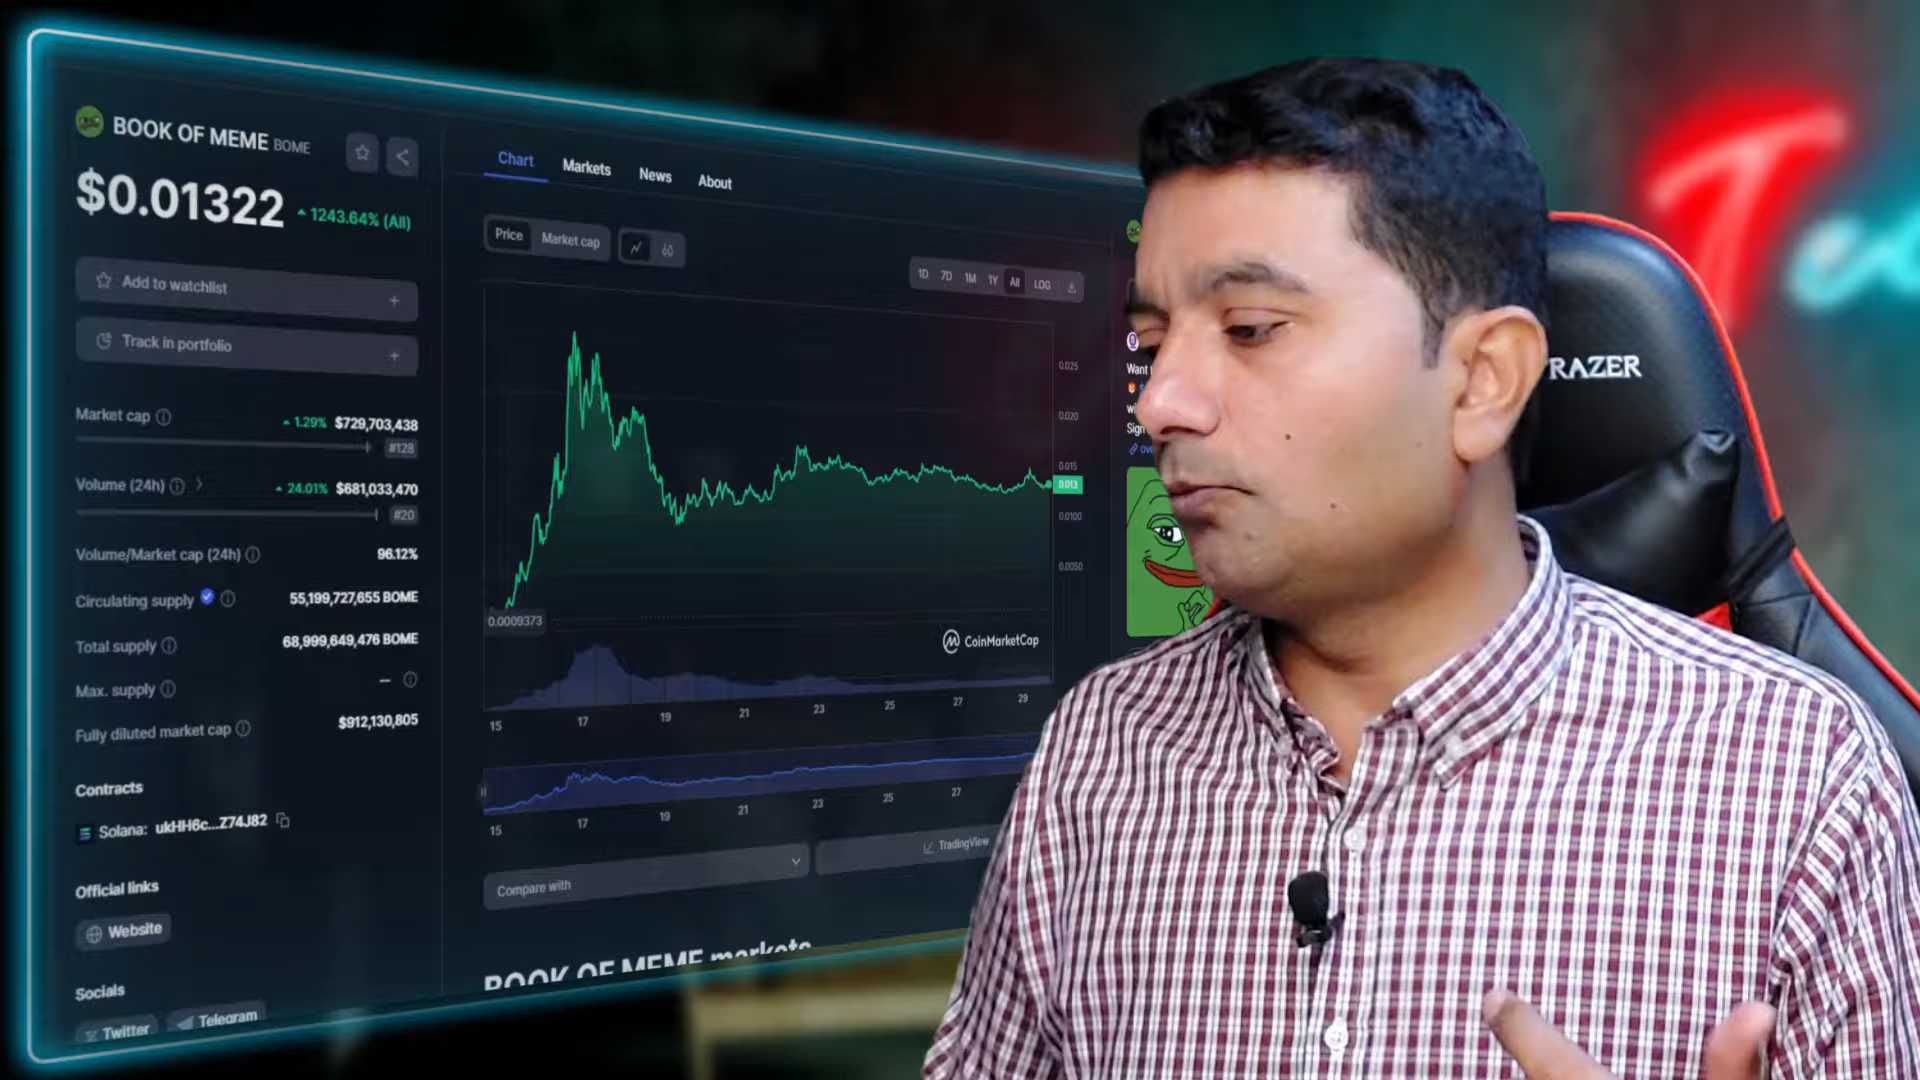 BOOK OF MEME BOME
$0.01322 1243.64% (All)
Add to watchlist +
Track in portfolio +
Market cap 1.29% $729,703,438
#128
Volume (24h) 24.01% $681,033,470
#20
Volume/Market cap (24h) 96.12%
Circulating supply 55,199,727,655 BOME
Total supply 68,999,649,476 BOME
Max. supply --
Fully diluted market cap $912,130,805
Contracts
Solana: ukHH6c...Z74J82
Official links
Website
Socials
Twitter Telegram
Chart Markets News About
Price Market cap
1D 7D 1M 1Y All LOG
0.025
0.020
0.015
0.013
0.0100
0.0050
0.0009373
CoinMarketCap
15 17 19 21 23 25 27 29
15 17 19 21 23 25 27
Compare with
TradingView
BOOK OF MEME markets
Want
Sign
RAZER